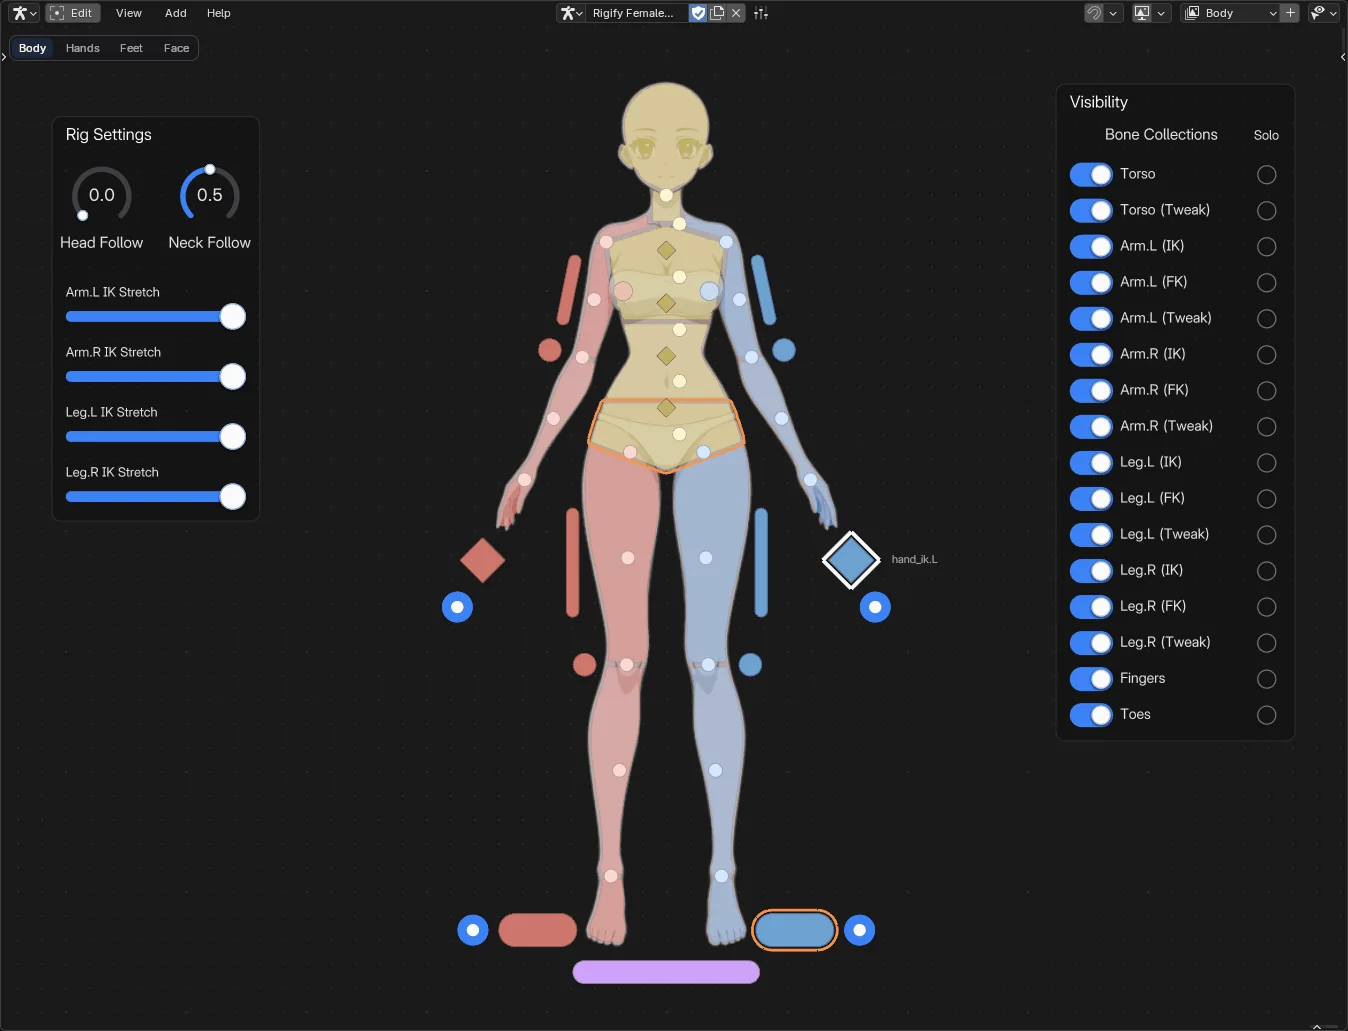 Edit View Add Help Rigify Female... Body
Body Hands Feet Face
Rig Settings
0.0 0.5
Head Follow Neck Follow
Arm.L IK Stretch
Arm.R IK Stretch
Leg.L IK Stretch
Leg.R IK Stretch
hand_ik.L
Visibility
Bone Collections Solo
Torso
Torso (Tweak)
Arm.L (IK)
Arm.L (FK)
Arm.L (Tweak)
Arm.R (IK)
Arm.R (FK)
Arm.R (Tweak)
Leg.L (IK)
Leg.L (FK)
Leg.L (Tweak)
Leg.R (IK)
Leg.R (FK)
Leg.R (Tweak)
Fingers
Toes